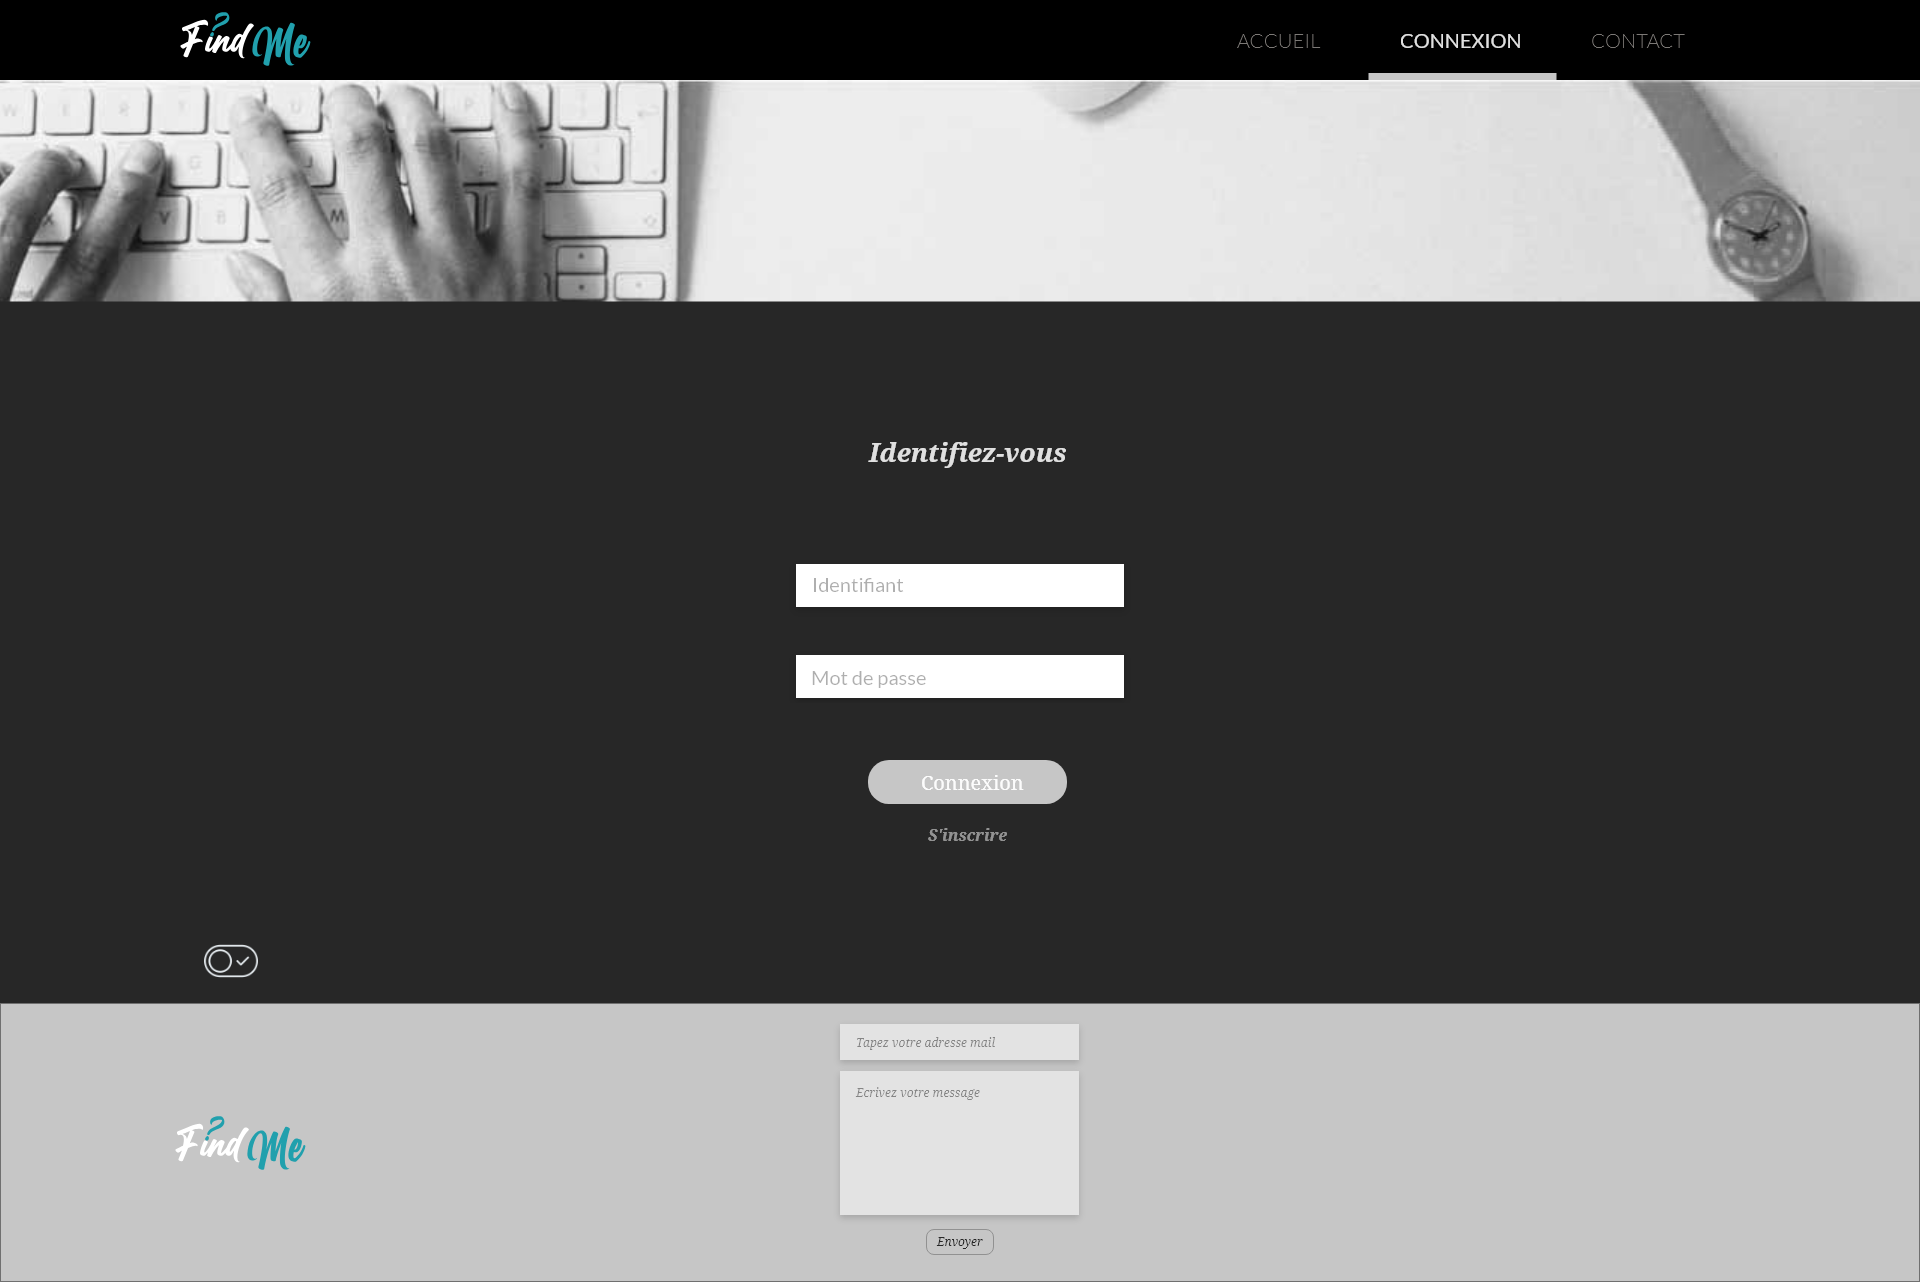 Find Me
ACCUEIL
CONNEXION
CONTACT
W E R T U P
G
X V B M
Identifiez-vous
Identifiant
Mot de passe
Connexion
S'inscrire
Tapez votre adresse mail
Ecrivez votre message
Find Me
Envoyer